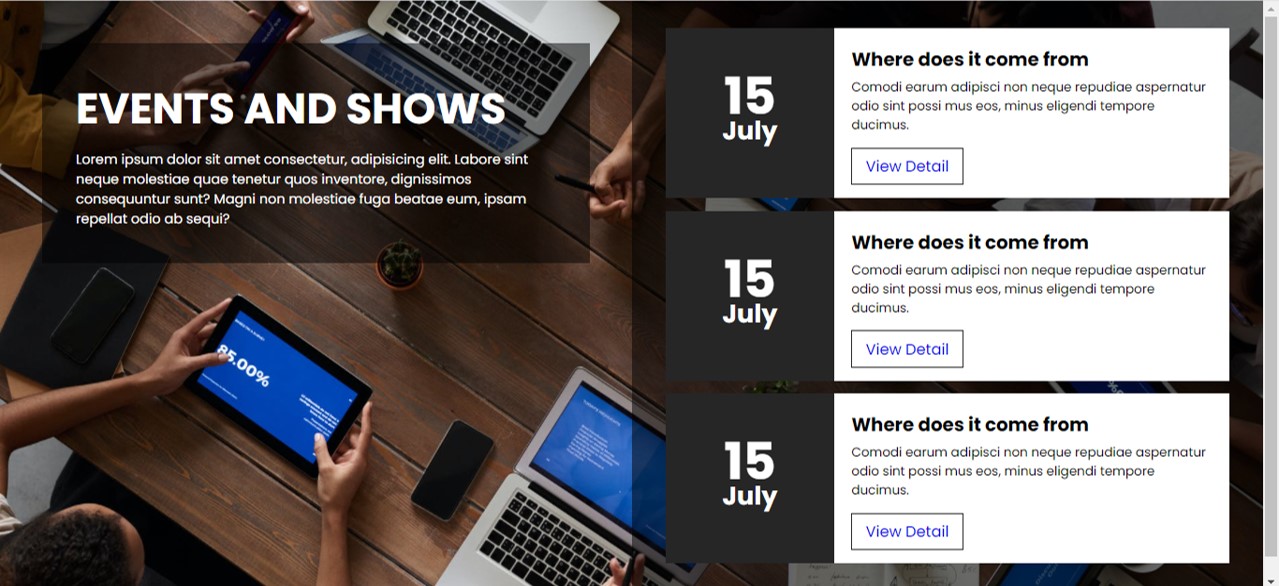 EVENTS AND SHOWS
Lorem ipsum dolor sit amet consectetur, adipisicing elit. Labore sint
neque molestiae quae tenetur quos inventore, dignissimos
consequuntur sunt? Magni non molestiae fuga beatae eum, ipsam
repellat odio ab sequi?
85.00%
15
July
Where does it come from
Comodi earum adipisci non neque repudiae aspernatur
odio sint possi mus eos, minus eligendi tempore
ducimus.
View Detail
15
July
Where does it come from
Comodi earum adipisci non neque repudiae aspernatur
odio sint possi mus eos, minus eligendi tempore
ducimus.
View Detail
15
July
Where does it come from
Comodi earum adipisci non neque repudiae aspernatur
odio sint possi mus eos, minus eligendi tempore
ducimus.
View Detail